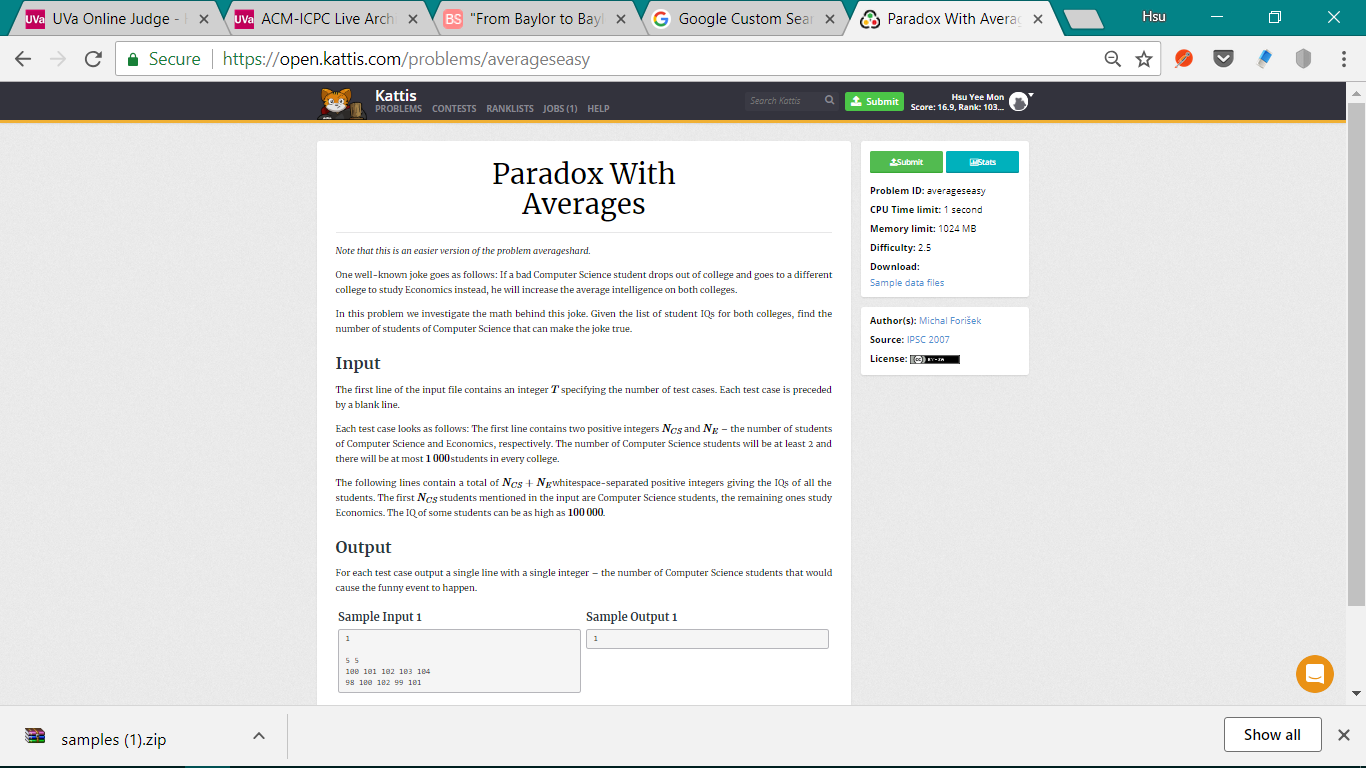 UVa Online Judge -
ACM-ICPC Live Arch
"From Baylor to Bayl
Google Custom Sear
Paradox With Averag
Hsu
Secure
https://open.kattis.com/problems/averageseasy
Kattis
PROBLEMS CONTESTS RANKLISTS JOBS (1) HELP
Search Kattis
Submit
Hsu Yee Mon
Score: 16.9, Rank: 103...
Paradox With
Averages
Note that this is an easier version of the problem averageshard.
One well-known joke goes as follows: If a bad Computer Science student drops out of college and goes to a different
college to study Economics instead, he will increase the average intelligence on both colleges.
In this problem we investigate the math behind this joke. Given the list of student IQs for both colleges, find the
number of students of Computer Science that can make the joke true.
Input
The first line of the input file contains an integer T specifying the number of test cases. Each test case is preceded
by a blank line.
Each test case looks as follows: The first line contains two positive integers N_CS and N_E – the number of students
of Computer Science and Economics, respectively. The number of Computer Science students will be at least 2 and
there will be at most 1 000 students in every college.
The following lines contain a total of N_CS + N_E whitespace-separated positive integers giving the IQs of all the
students. The first N_CS students mentioned in the input are Computer Science students, the remaining ones study
Economics. The IQ of some students can be as high as 100 000.
Output
For each test case output a single line with a single integer – the number of Computer Science students that would
cause the funny event to happen.
Sample Input 1
Sample Output 1
1
1
5 5
100 101 102 103 104
98 100 102 99 101
Submit
Stats
Problem ID: averageseasy
CPU Time limit: 1 second
Memory limit: 1024 MB
Difficulty: 2.5
Download:
Sample data files
Author(s): Michal Forišek
Source: IPSC 2007
License: BY-SA
samples (1).zip
Show all